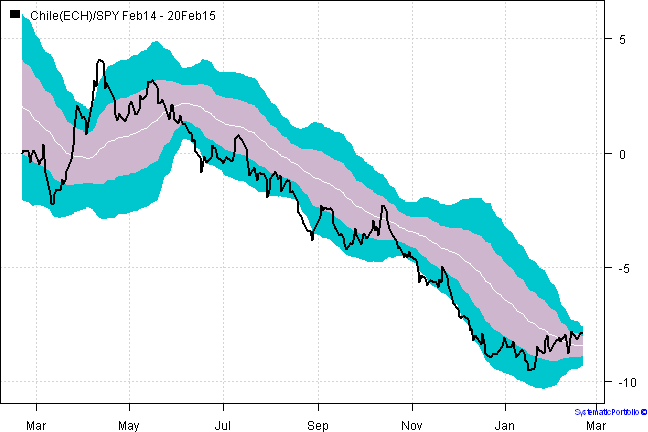 Chile(ECH)/SPY Feb14 - 20Feb15
5
0
-5
-10
SystematicPortfolio ©
Mar May Jul Sep Nov Jan Mar